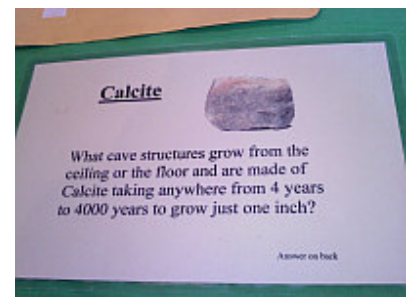 Calcite
What cave structures grow from the
ceiling or the floor and are made of
Calcite taking anywhere from 4 years
to 4000 years to grow just one inch?
Answer on back